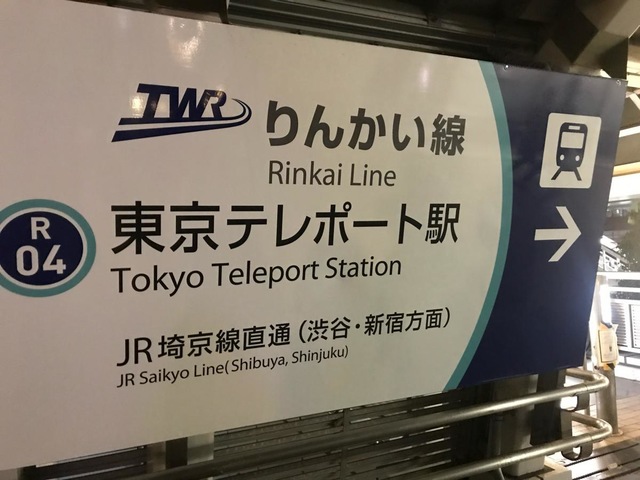 TWR りんかい線
Rinkai Line
R
04
東京テレポート駅
Tokyo Teleport Station
JR埼京線直通（渋谷・新宿方面）
JR Saikyo Line(Shibuya, Shinjuku)